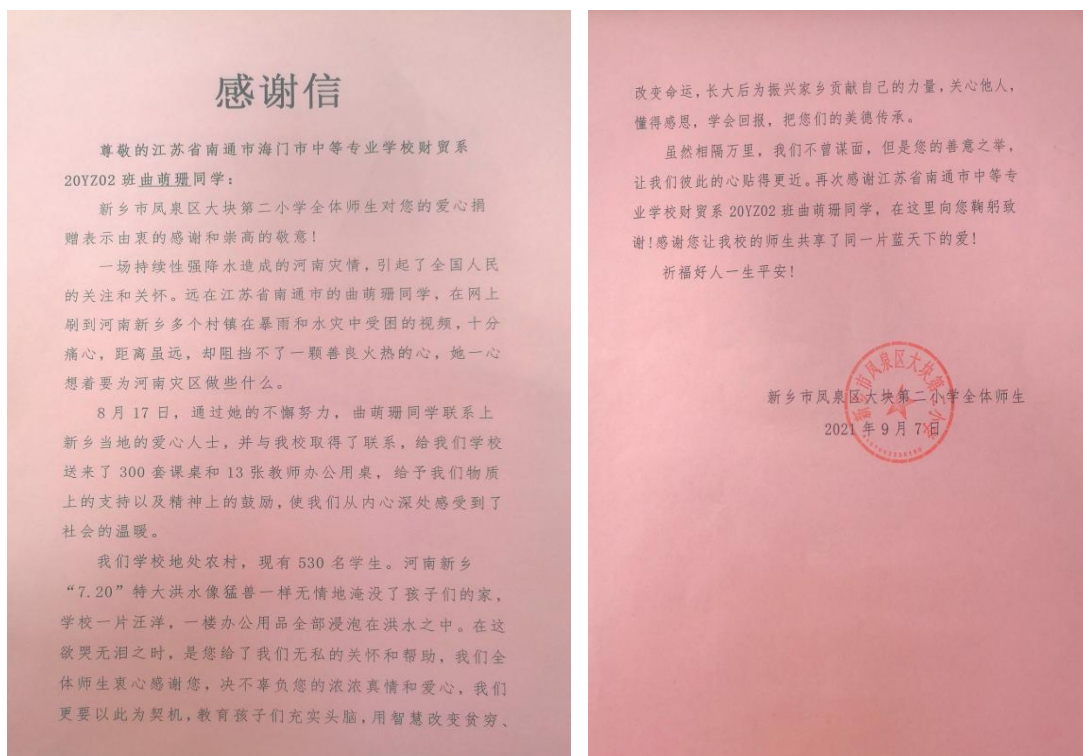 感谢信
尊敬的江苏省南通市海门市中等专业学校财贸系
20YZ02 班曲萌珊同学：
新乡市凤泉区大块第二小学全体师生对您的爱心捐
赠表示由衷的感谢和崇高的敬意！
一场持续性强降水造成的河南灾情，引起了全国人民
的关注和关怀。远在江苏省南通市的曲萌珊同学，在网上
刷到河南新乡多个村镇在暴雨和水灾中受困的视频，十分
痛心，距离虽远，却阻挡不了一颗善良火热的心，她一心
想着要为河南灾区做些什么。
8 月 17 日，通过她的不懈努力，曲萌珊同学联系上
新乡当地的爱心人士，并与我校取得了联系，给我们学校
送来了 300 套课桌和 13 张教师办公用桌，给予我们物质
上的支持以及精神上的鼓励，使我们从内心深处感受到了
社会的温暖。
我们学校地处农村，现有 530 名学生。河南新乡
“7.20”特大洪水像猛兽一样无情地淹没了孩子们的家，
学校一片汪洋，一楼办公用品全部浸泡在洪水之中。在这
欲哭无泪之时，是您给了我们无私的关怀和帮助，我们全
体师生衷心感谢您，决不辜负您的浓浓真情和爱心，我们
更要以此为契机，教育孩子们充实头脑，用智慧改变贫穷、
改变命运，长大后为振兴家乡贡献自己的力量，关心他人，
懂得感恩，学会回报，把您们的美德传承。
虽然相隔万里，我们不曾谋面，但是您的善意之举，
让我们彼此的心贴得更近。再次感谢江苏省南通市中等专
业学校财贸系 20YZ02 班曲萌珊同学，在这里向您鞠躬致
谢！感谢您让我校的师生共享了同一片蓝天下的爱！
祈福好人一生平安！
新乡市凤泉区大块第二小学全体师生
2021 年 9 月 7 日
新乡市凤泉区大块第二小学